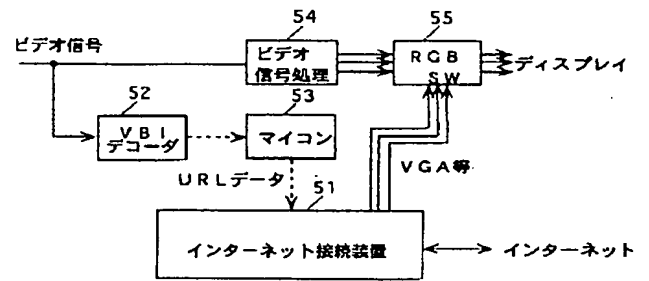 54
55
ビデオ信号
ビデオ
信号処理
RGB
SW
ディスプレイ
52
53
VBI
デコーダ
マイコン
VGA等
URLデータ
51
インターネット接続装置
インターネット